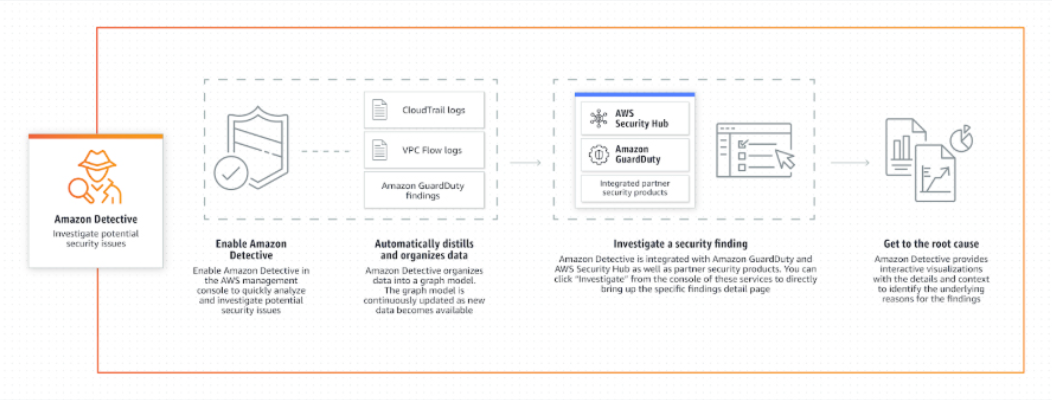 Amazon Detective
Investigate potential
security issues
Enable Amazon
Detective
Enable Amazon Detective in
the AWS management
console to quickly analyze
and investigate potential
security issues
CloudTrail logs
VPC Flow logs
Amazon GuardDuty
findings
Automatically distills
and organizes data
Amazon Detective organizes
data into a graph model.
The graph model is
continuously updated as new
data becomes available
AWS
Security Hub
Amazon
GuardDuty
Integrated partner
security products
Investigate a security finding
Amazon Detective is integrated with Amazon GuardDuty and
AWS Security Hub as well as partner security products. You can
click "Investigate" from the console of these services to directly
bring up the specific findings detail page
Get to the root cause
Amazon Detective provides
interactive visualizations
with the details and context
to identify the underlying
reasons for the findings